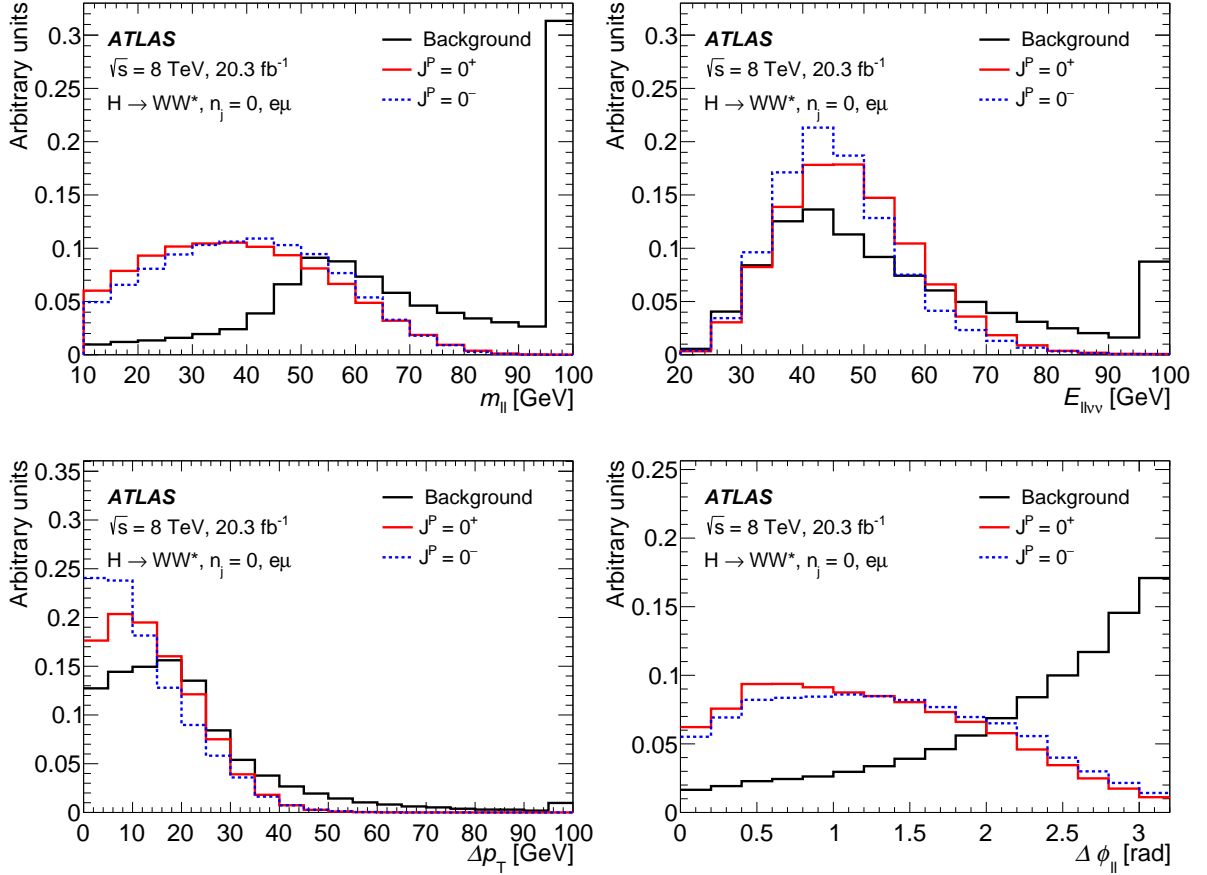 Arbitrary units
0.3
0.25
0.2
0.15
0.1
0.05
0
ATLAS
√s = 8 TeV, 20.3 fb⁻¹
H → WW*, n_j = 0, eμ
Background
J^P = 0⁺
J^P = 0⁻
10 20 30 40 50 60 70 80 90 100
m_ll [GeV]
Arbitrary units
0.3
0.25
0.2
0.15
0.1
0.05
0
ATLAS
√s = 8 TeV, 20.3 fb⁻¹
H → WW*, n_j = 0, eμ
Background
J^P = 0⁺
J^P = 0⁻
20 30 40 50 60 70 80 90 100
E_llνν [GeV]
Arbitrary units
0.35
0.3
0.25
0.2
0.15
0.1
0.05
0
ATLAS
√s = 8 TeV, 20.3 fb⁻¹
H → WW*, n_j = 0, eμ
Background
J^P = 0⁺
J^P = 0⁻
0 10 20 30 40 50 60 70 80 90 100
Δp_T [GeV]
Arbitrary units
0.25
0.2
0.15
0.1
0.05
0
ATLAS
√s = 8 TeV, 20.3 fb⁻¹
H → WW*, n_j = 0, eμ
Background
J^P = 0⁺
J^P = 0⁻
0 0.5 1 1.5 2 2.5 3
Δ ϕ_ll [rad]